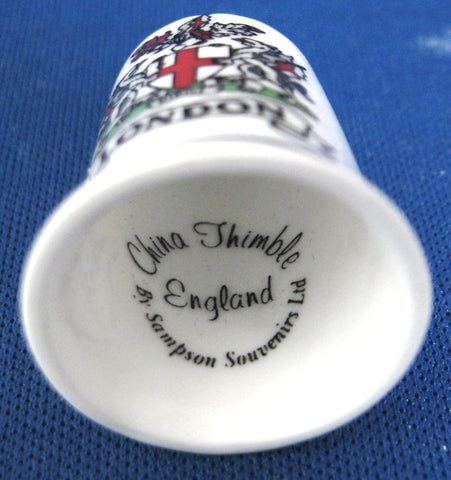 LONDON
China Thimble
England
By Sampson Souvenirs Ltd